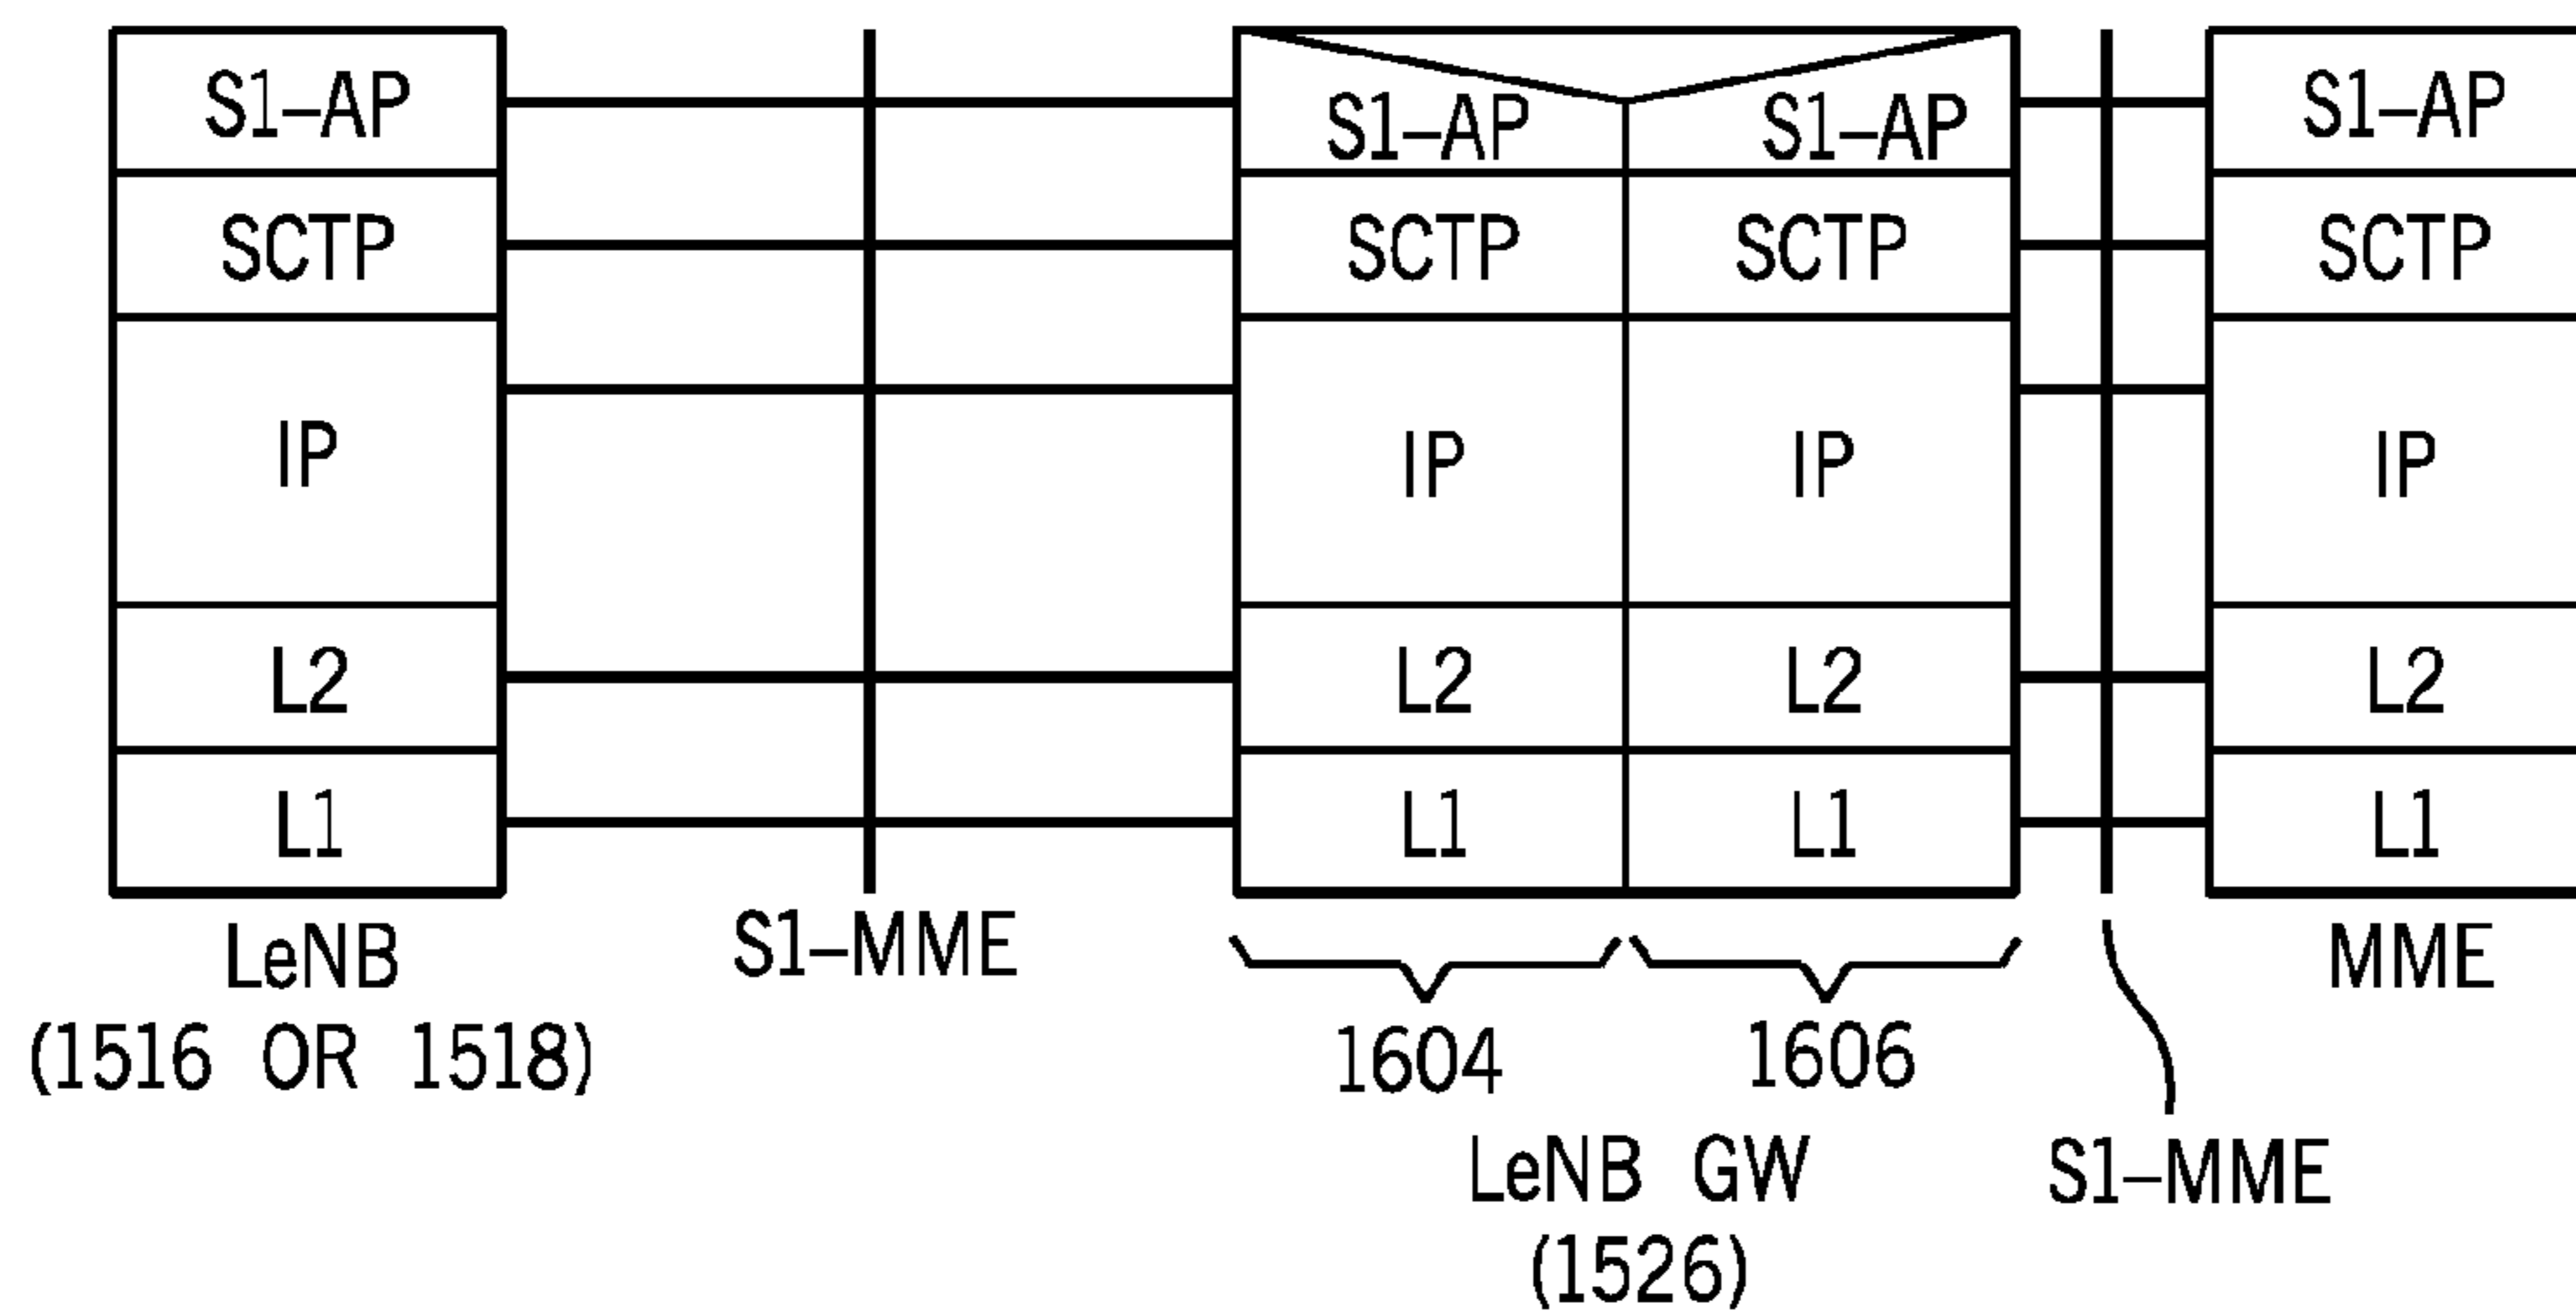 S1–AP
SCTP
IP
L2
L1
LeNB
(1516 OR 1518)
S1–MME
S1–AP S1–AP
SCTP SCTP
IP IP
L2 L2
L1 L1
1604 1606
LeNB GW
(1526)
S1–MME
S1–AP
SCTP
IP
L2
L1
MME